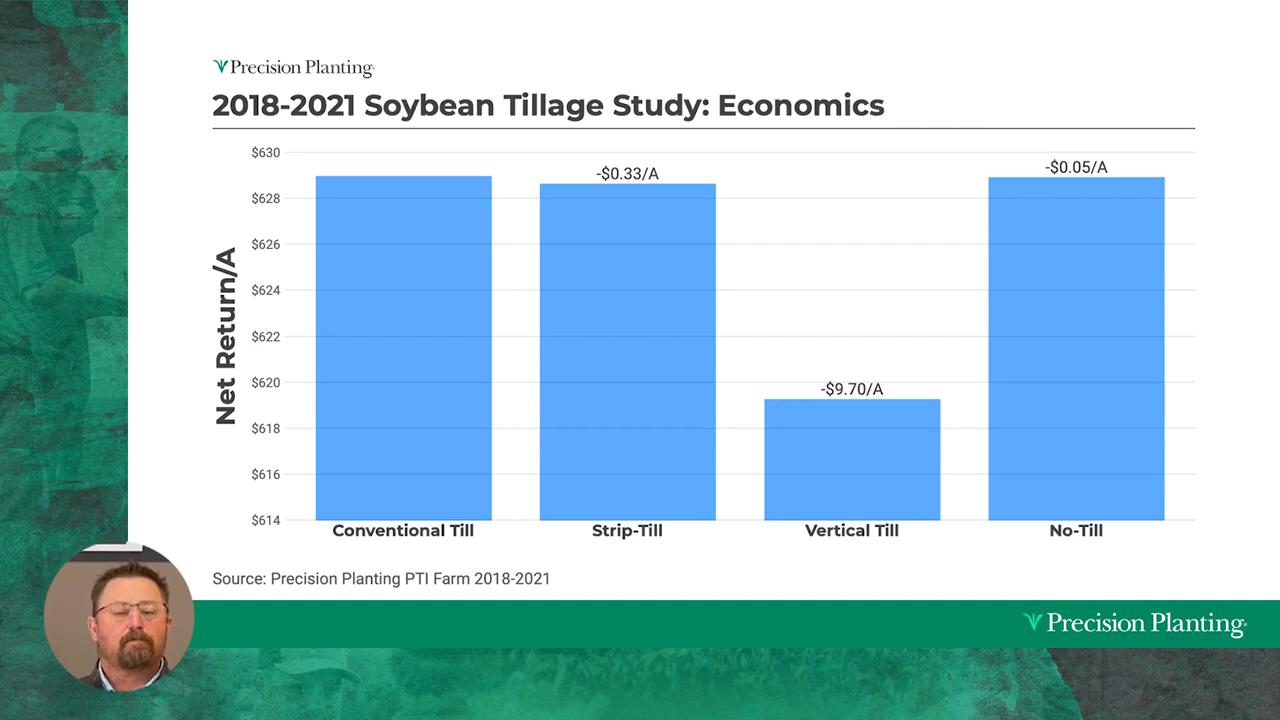 Precision Planting
2018-2021 Soybean Tillage Study: Economics
Net Return/A
$630
$628
$626
$624
$622
$620
$618
$616
$614
-$0.33/A
-$9.70/A
-$0.05/A
Conventional Till
Strip-Till
Vertical Till
No-Till
Source: Precision Planting PTI Farm 2018-2021
Precision Planting